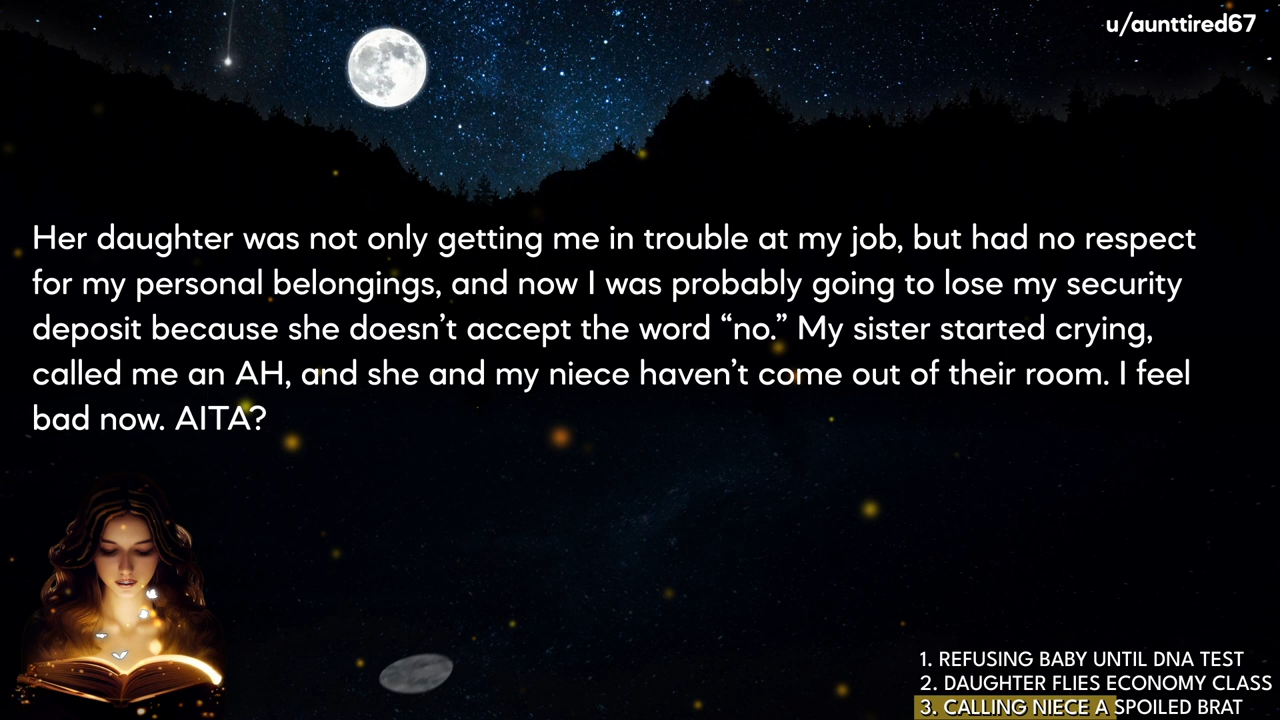 u/aunttired67
Her daughter was not only getting me in trouble at my job, but had no respect
for my personal belongings, and now I was probably going to lose my security
deposit because she doesn’t accept the word “no.” My sister started crying,
called me an AH, and she and my niece haven’t come out of their room. I feel
bad now. AITA?
1. REFUSING BABY UNTIL DNA TEST
2. DAUGHTER FLIES ECONOMY CLASS
3. CALLING NIECE A SPOILED BRAT